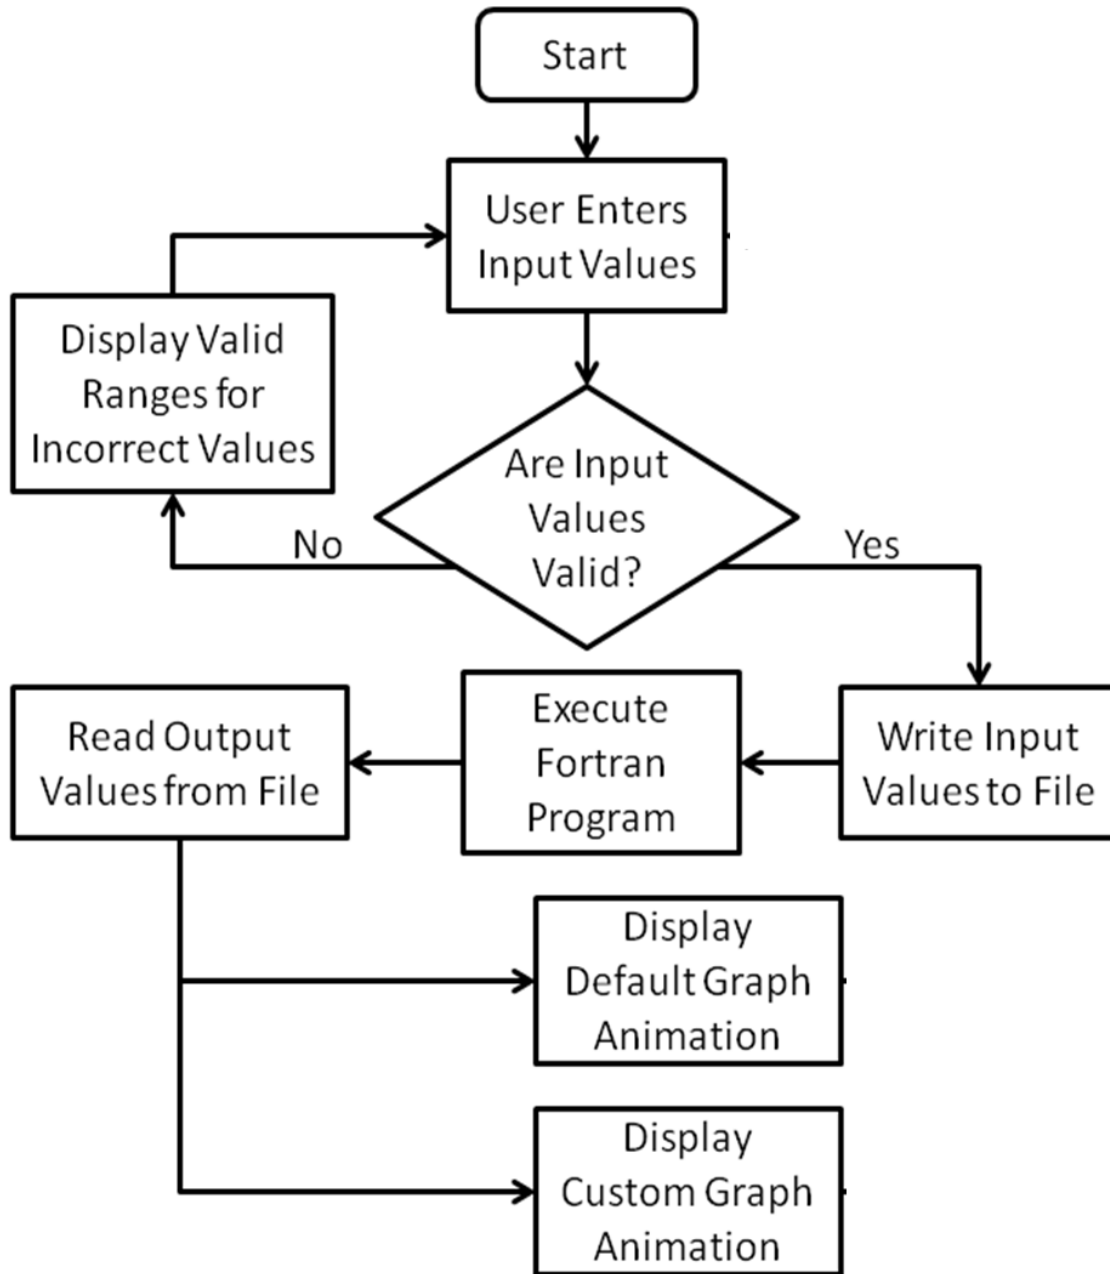 Start
User Enters
Input Values
Display Valid
Ranges for
Incorrect Values
Are Input
Values
Valid?
No
Yes
Read Output
Values from File
Execute
Fortran
Program
Write Input
Values to File
Display
Default Graph
Animation
Display
Custom Graph
Animation